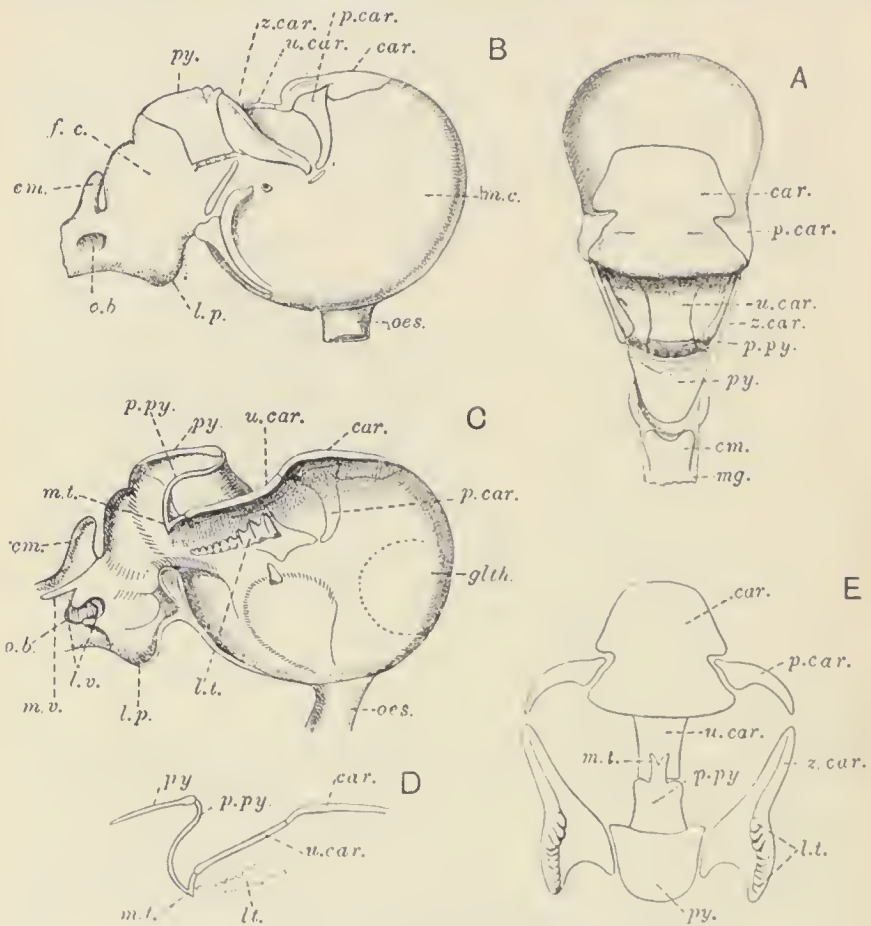 B
z.car.
p.car.
u.car.
car.
py.
f. c.
cm.
m.c.
o.b
l.p.
oes.
A
car.
p.car.
u.car.
z.car.
p.py.
py.
cm.
mg.
C
p.py.
py.
u.car.
car.
m.t.
p.car.
cm.
glth.
o.b.
l.v.
m.v.
l.p.
l.t.
oes.
D
py
p.py.
car.
u.car.
m.t.
lt.
E
car.
p.car.
u.car.
m.t.
z.car.
p.py
l.t.
py.